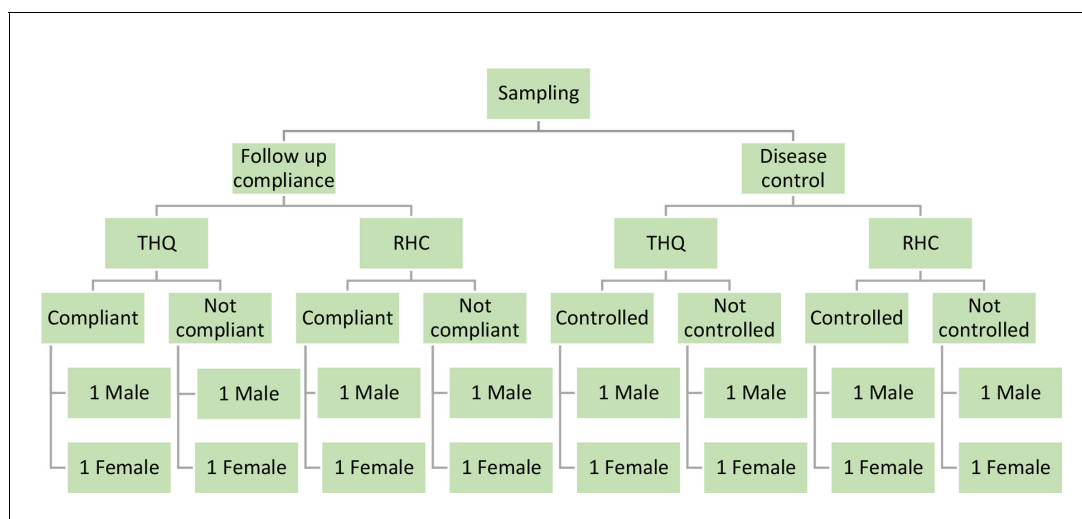 Sampling
Follow up
compliance
Disease
control
THQ
RHC
THQ
RHC
Compliant
Not
compliant
Compliant
Not
compliant
Controlled
Not
controlled
Controlled
Not
controlled
1 Male
1 Male
1 Male
1 Male
1 Male
1 Male
1 Male
1 Male
1 Female
1 Female
1 Female
1 Female
1 Female
1 Female
1 Female
1 Female